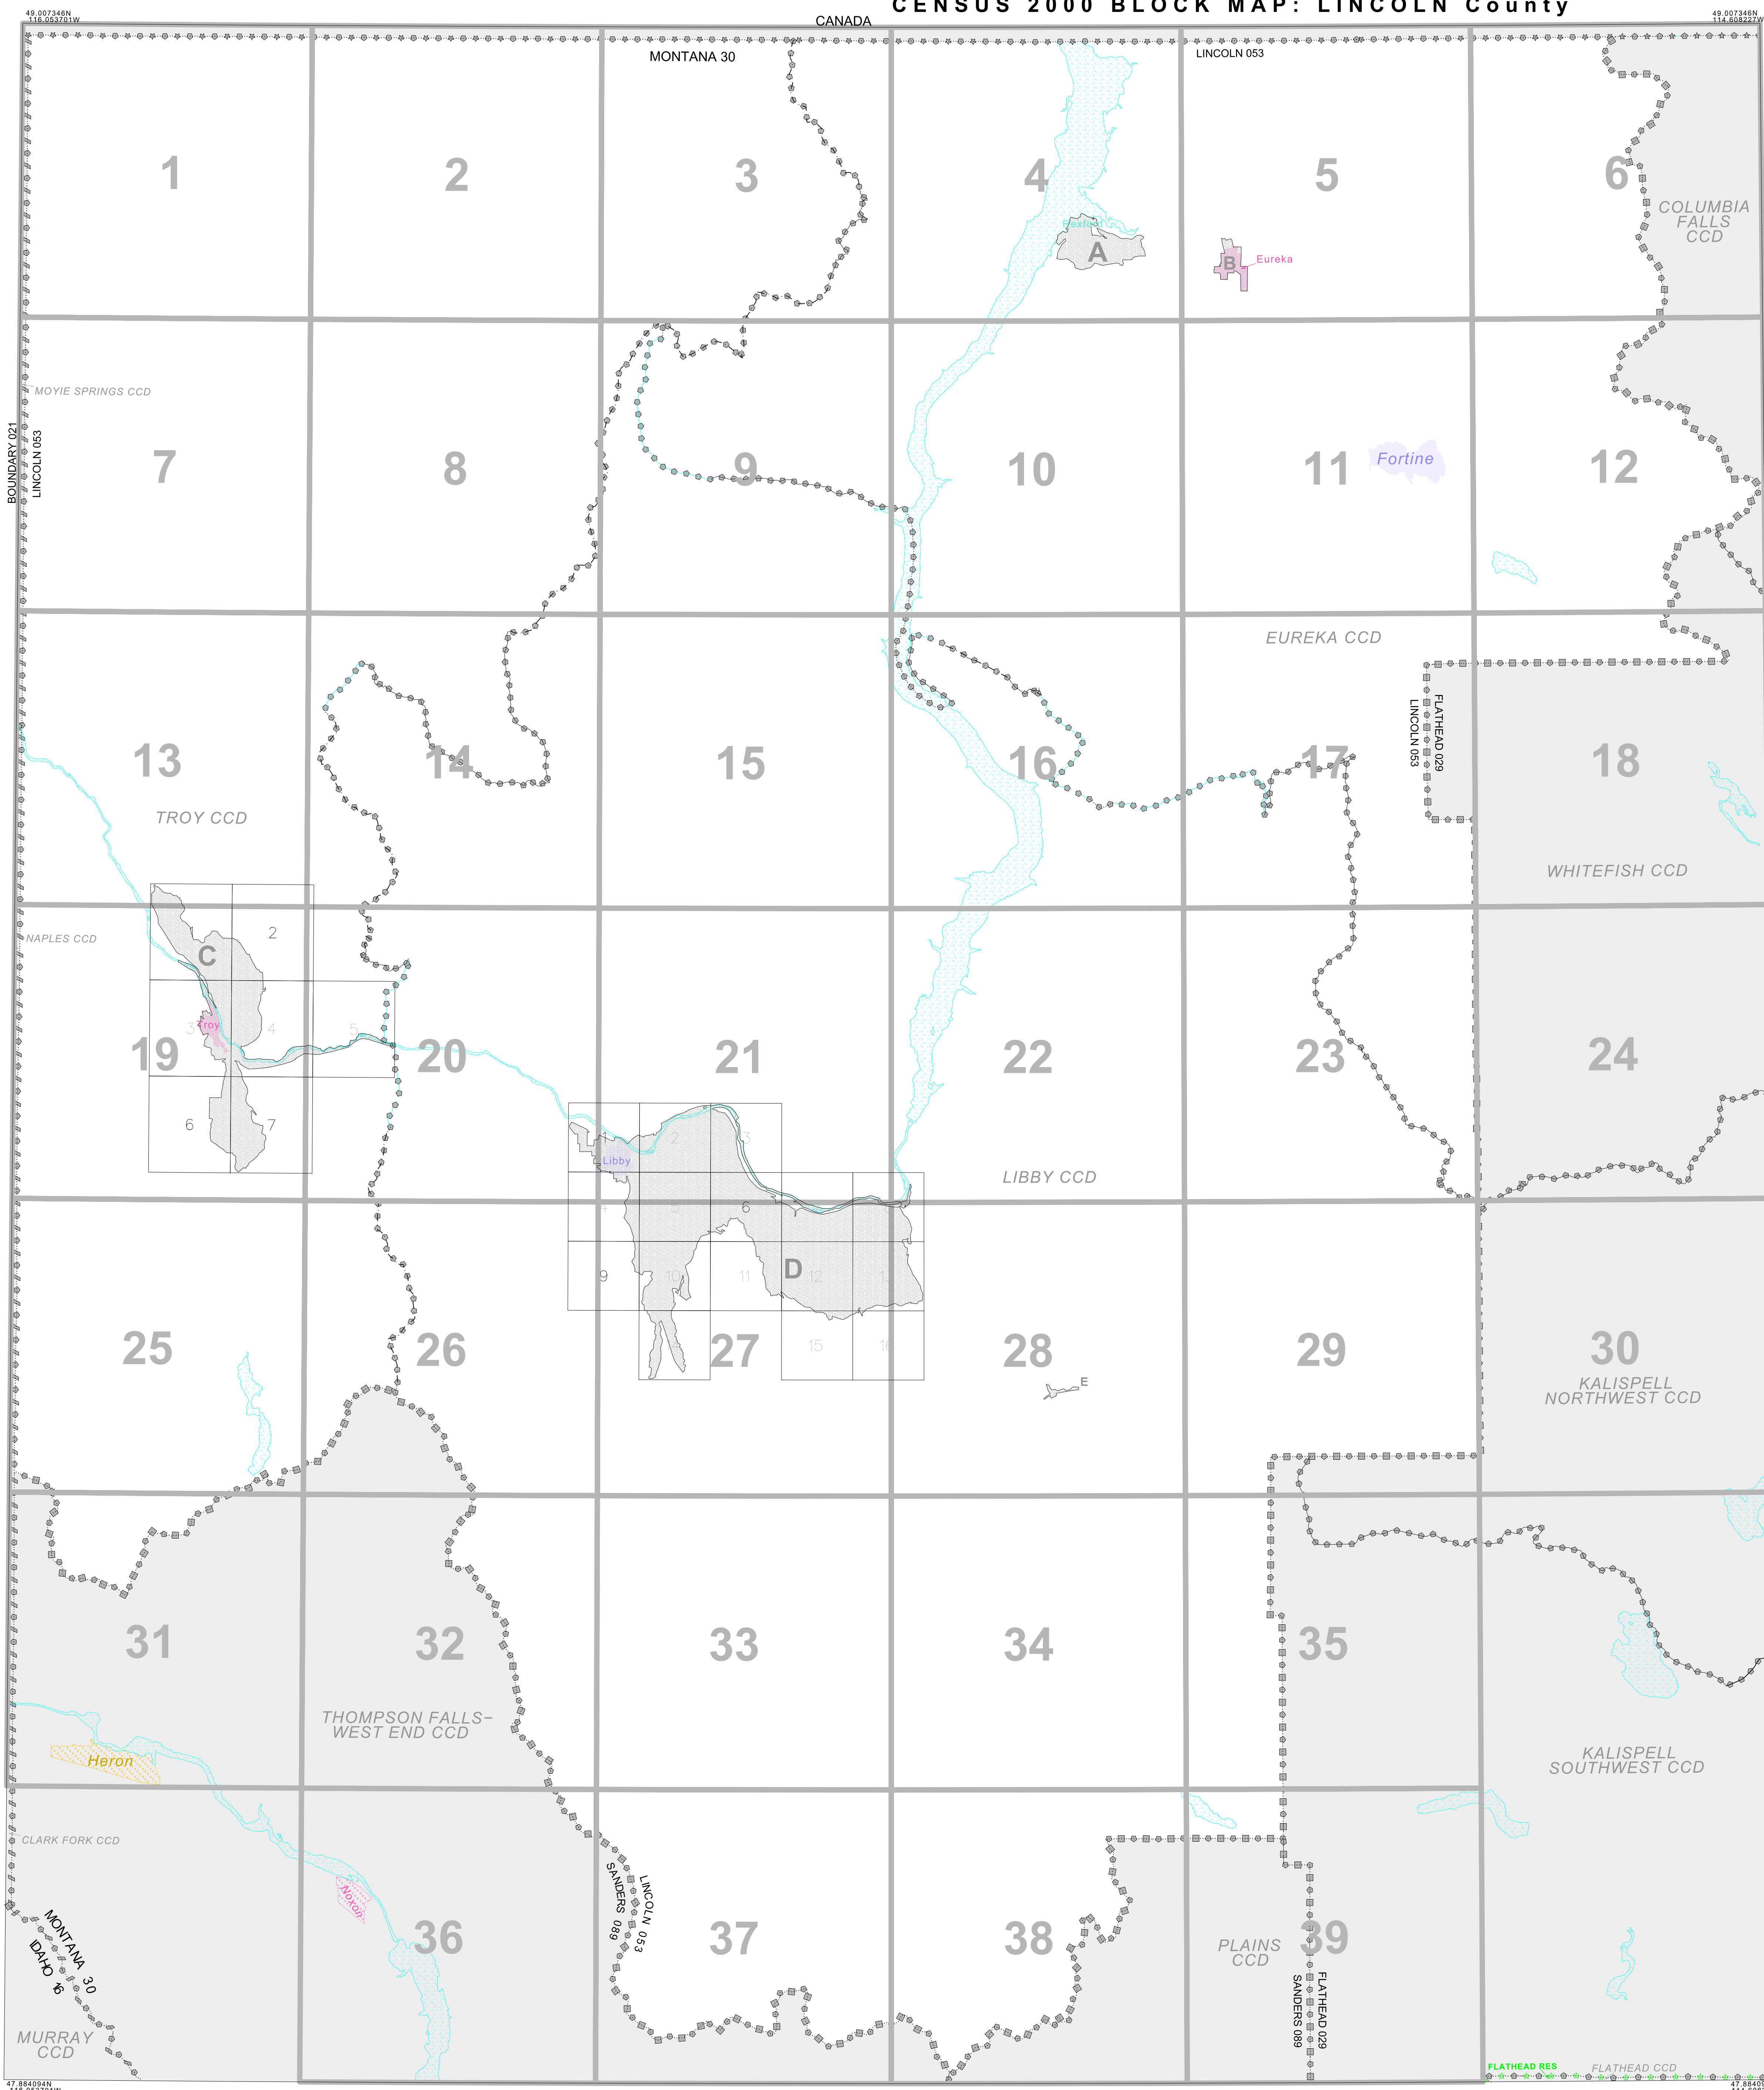 CENSUS 2000 BLOCK MAP: LINCOLN County
49.007346N
116.053701W
49.007346N
114.608227W
CANADA
MONTANA 30
LINCOLN 053
1
2
3
4
5
6
COLUMBIA
FALLS
CCD
Rexford
A
B
Eureka
MOYIE SPRINGS CCD
BOUNDARY 021
LINCOLN 053
7
8
9
10
11
Fortine
12
EUREKA CCD
FLATHEAD 029
LINCOLN 053
13
14
15
16
17
18
TROY CCD
WHITEFISH CCD
NAPLES CCD
C
2
3
Troy
4
5
19
20
21
22
23
24
6
7
1
2
3
Libby
LIBBY CCD
4
5
6
8
D
9
10
11
12
13
25
26
27
28
29
30
15
16
E
KALISPELL
NORTHWEST CCD
31
32
33
34
35
THOMPSON FALLS-
WEST END CCD
Heron
KALISPELL
SOUTHWEST CCD
CLARK FORK CCD
Noxon
LINCOLN 053
SANDERS 089
MONTANA 30
IDAHO 16
36
37
38
39
PLAINS
CCD
FLATHEAD 029
SANDERS 089
MURRAY
CCD
FLATHEAD RES
FLATHEAD CCD
47.884094N